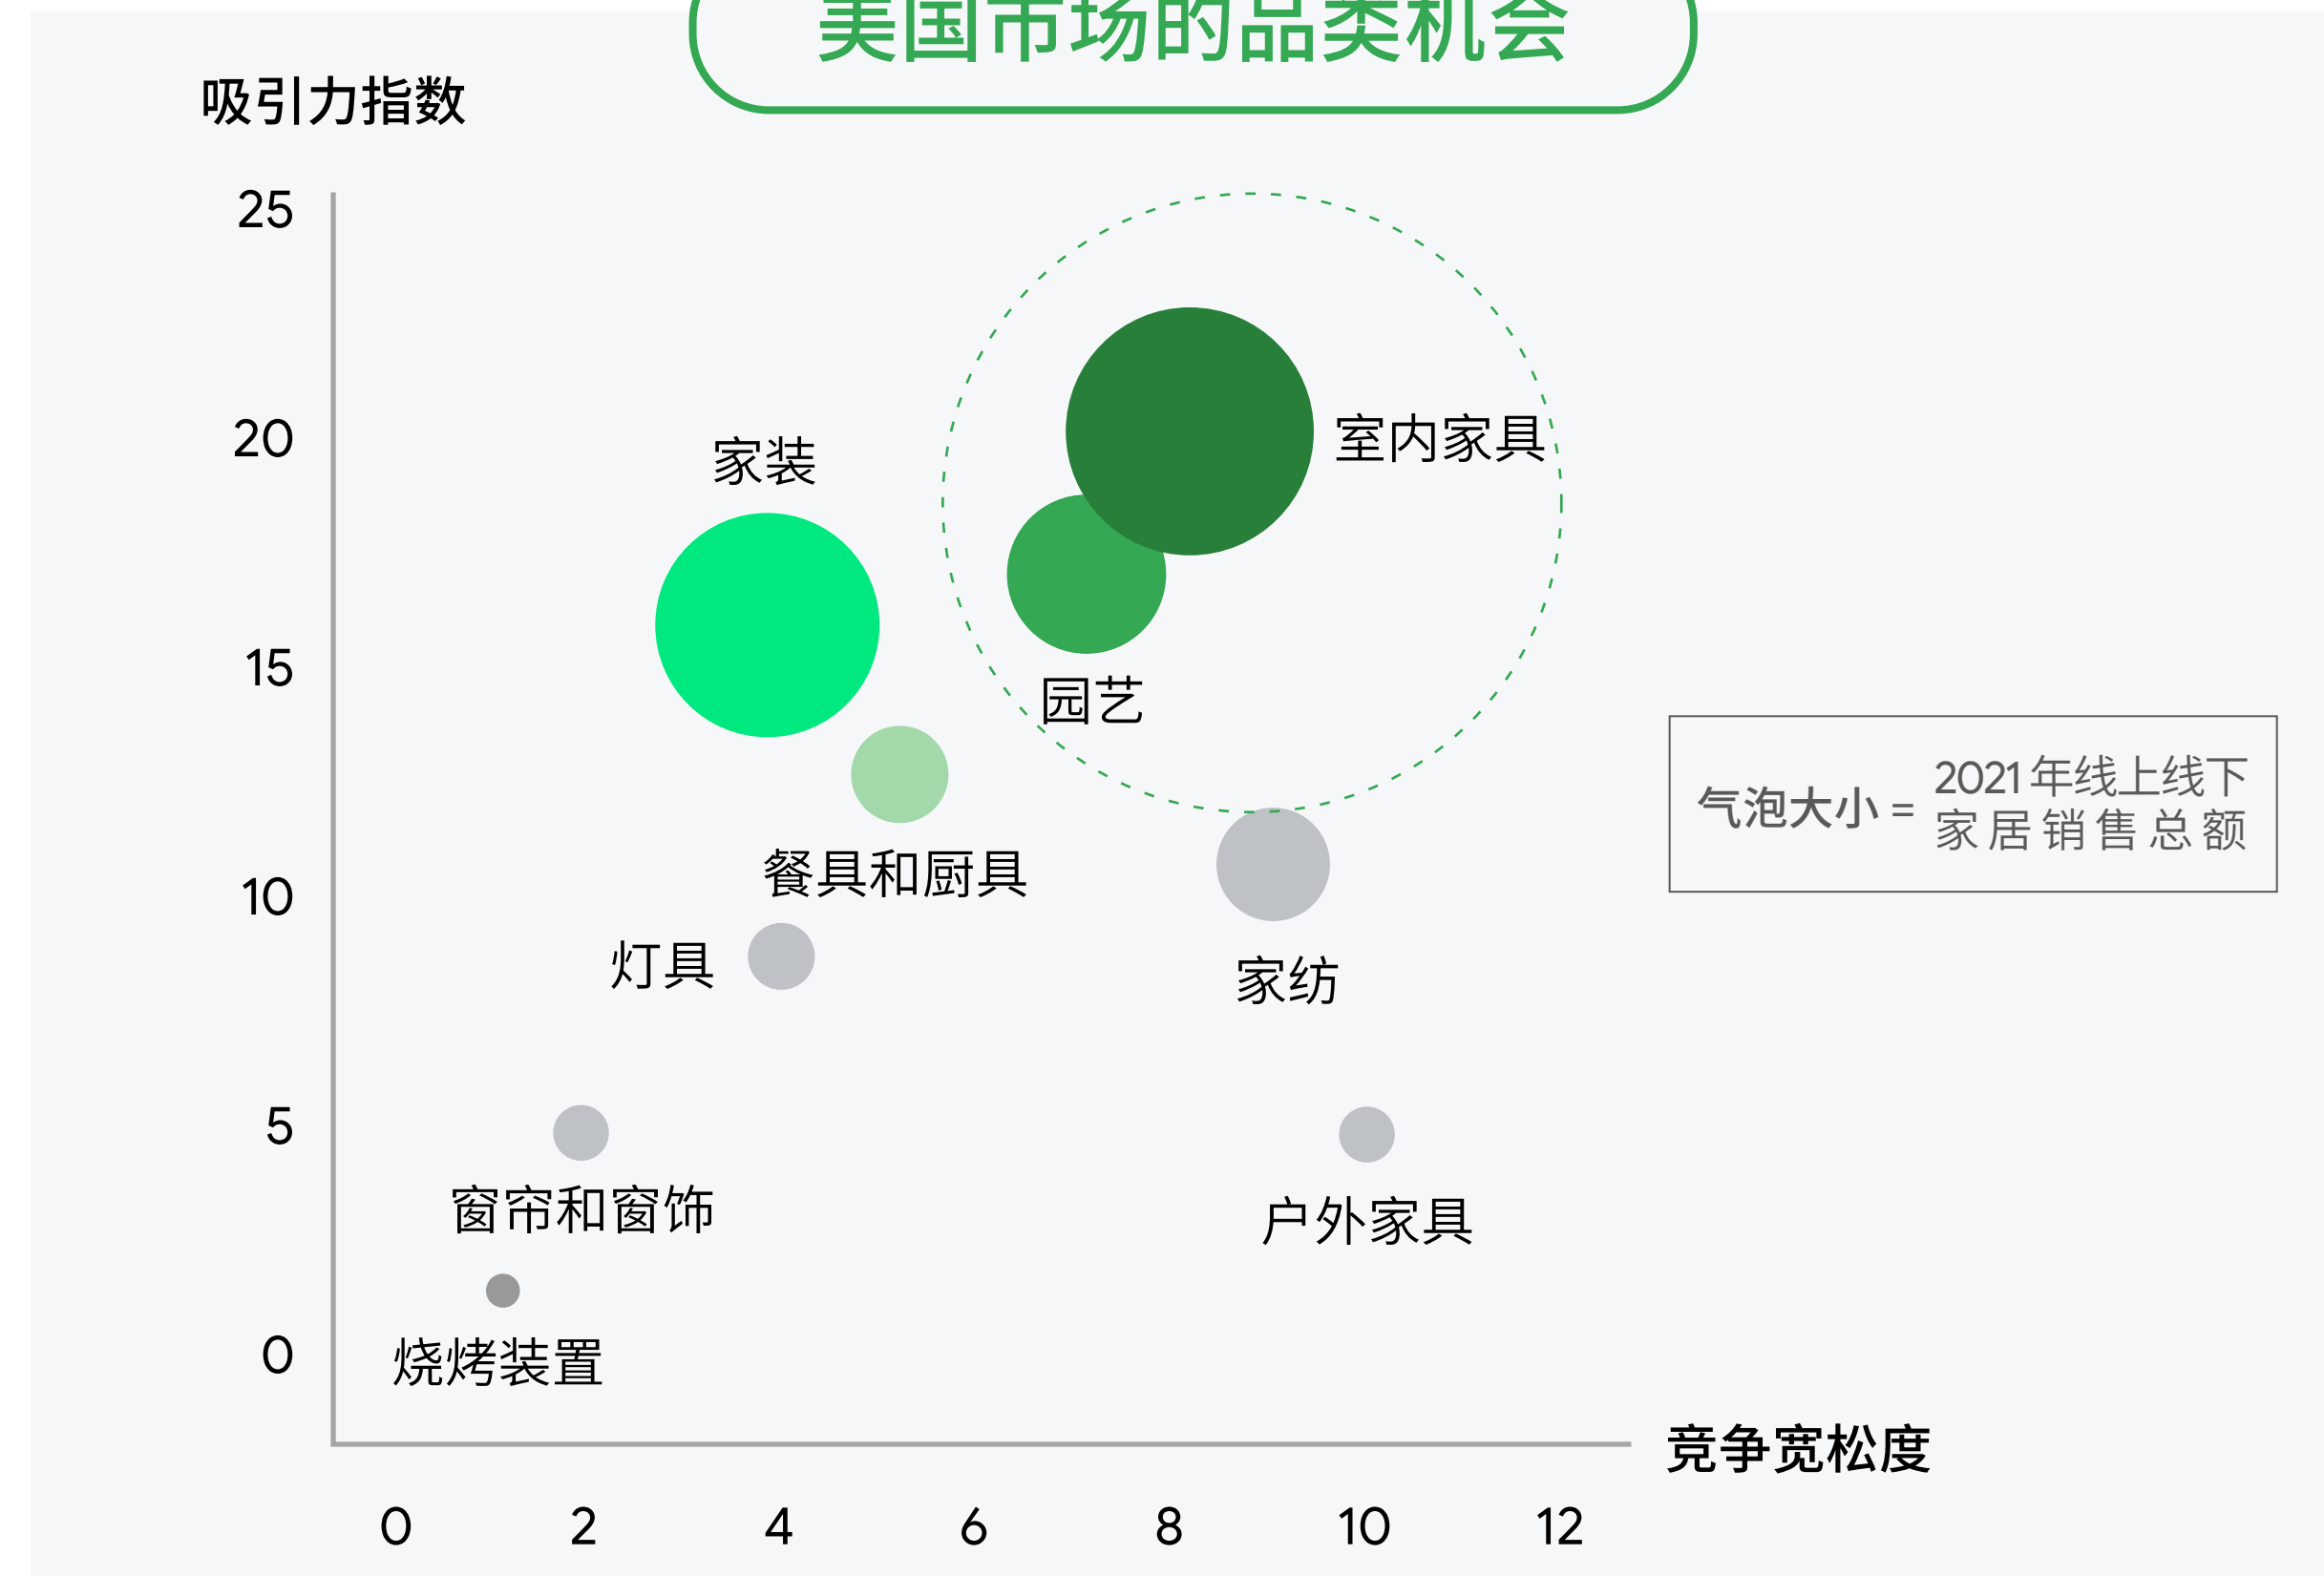 美国市场品类机会
吸引力指数
25
20
15
10
5
0
家装
室内家具
园艺
餐具和厨具
灯具
家纺
窗帘和窗饰
户外家具
烧烤装置
气泡大小 = 2021 年线上线下
家居销售总额
竞争宽松度
0 2 4 6 8 10 12